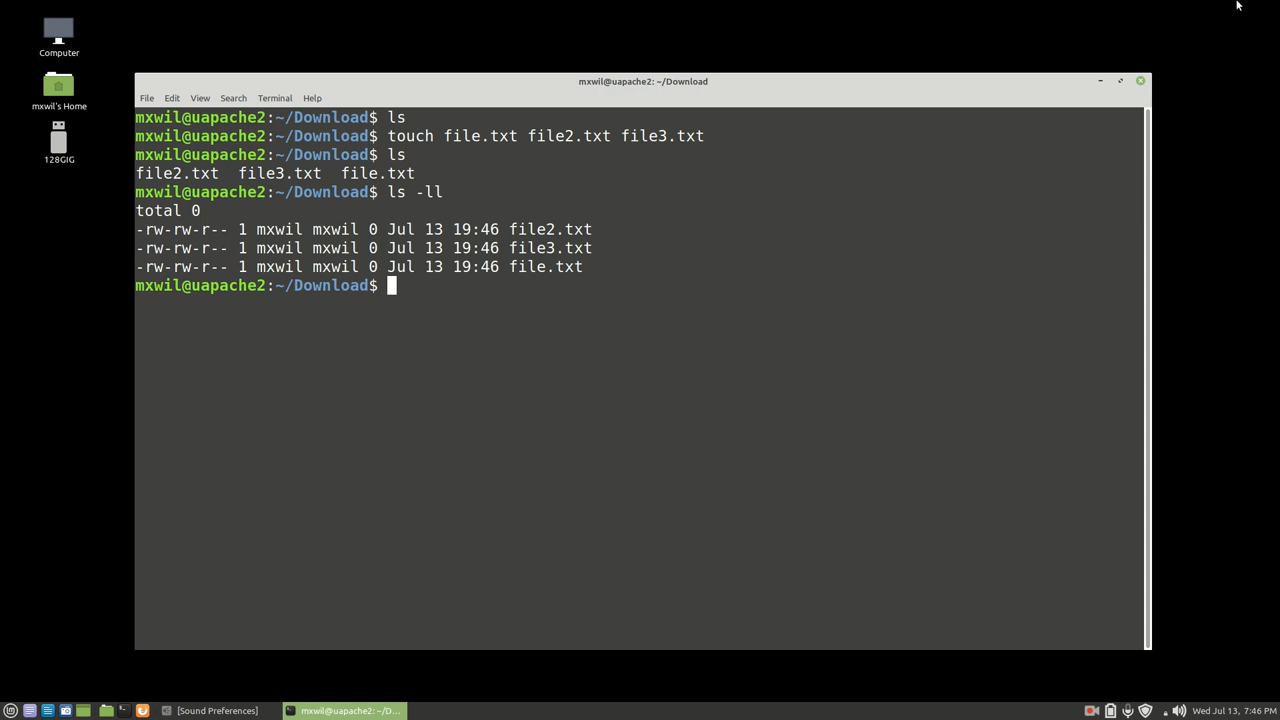 Computer
mxwil's Home
128GIG
mxwil@uapache2: ~/Download
File Edit View Search Terminal Help
mxwil@uapache2:~/Download$ ls
mxwil@uapache2:~/Download$ touch file.txt file2.txt file3.txt
mxwil@uapache2:~/Download$ ls
file2.txt  file3.txt  file.txt
mxwil@uapache2:~/Download$ ls -ll
total 0
-rw-rw-r-- 1 mxwil mxwil 0 Jul 13 19:46 file2.txt
-rw-rw-r-- 1 mxwil mxwil 0 Jul 13 19:46 file3.txt
-rw-rw-r-- 1 mxwil mxwil 0 Jul 13 19:46 file.txt
mxwil@uapache2:~/Download$
[Sound Preferences] mxwil@uapache2: ~/D... Wed Jul 13, 7:46 PM